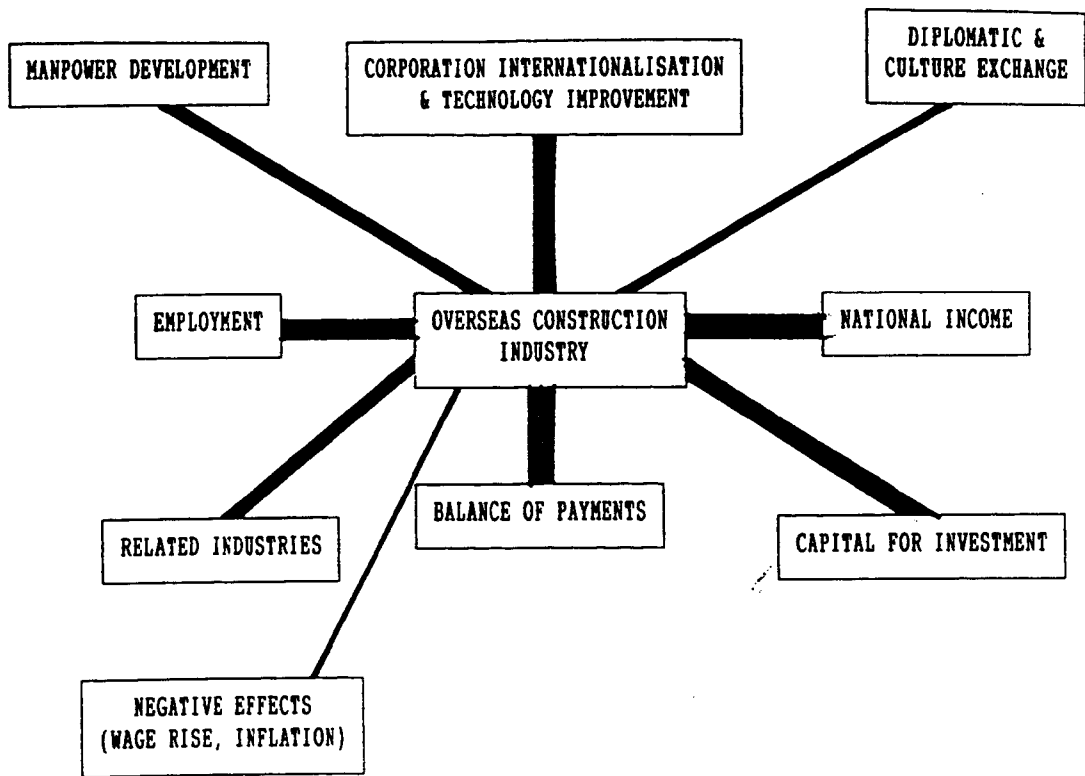 MANPOWER DEVELOPMENT
CORPORATION INTERNATIONALISATION
& TECHNOLOGY IMPROVEMENT
DIPLOMATIC &
CULTURE EXCHANGE
EMPLOYMENT
OVERSEAS CONSTRUCTION
INDUSTRY
NATIONAL INCOME
RELATED INDUSTRIES
BALANCE OF PAYMENTS
CAPITAL FOR INVESTMENT
NEGATIVE EFFECTS
(WAGE RISE, INFLATION)